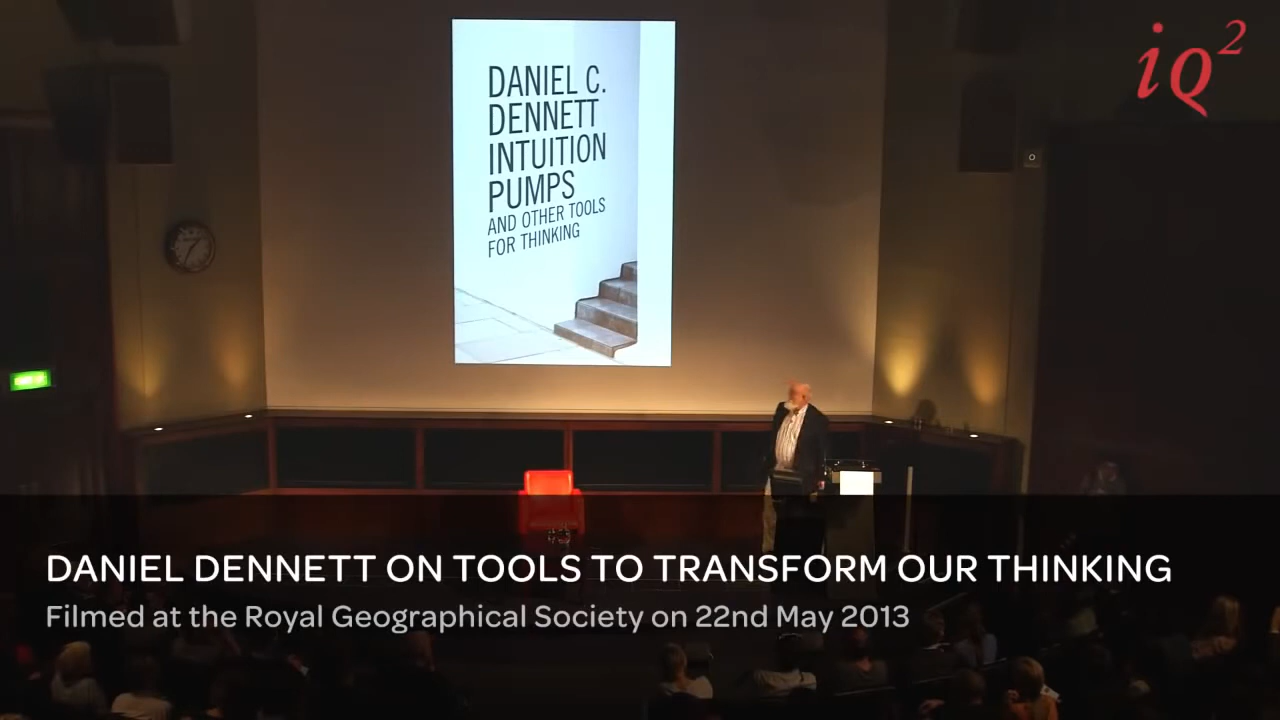 iq2
DANIEL C.
DENNETT
INTUITION
PUMPS
AND OTHER TOOLS
FOR THINKING
DANIEL DENNETT ON TOOLS TO TRANSFORM OUR THINKING
Filmed at the Royal Geographical Society on 22nd May 2013